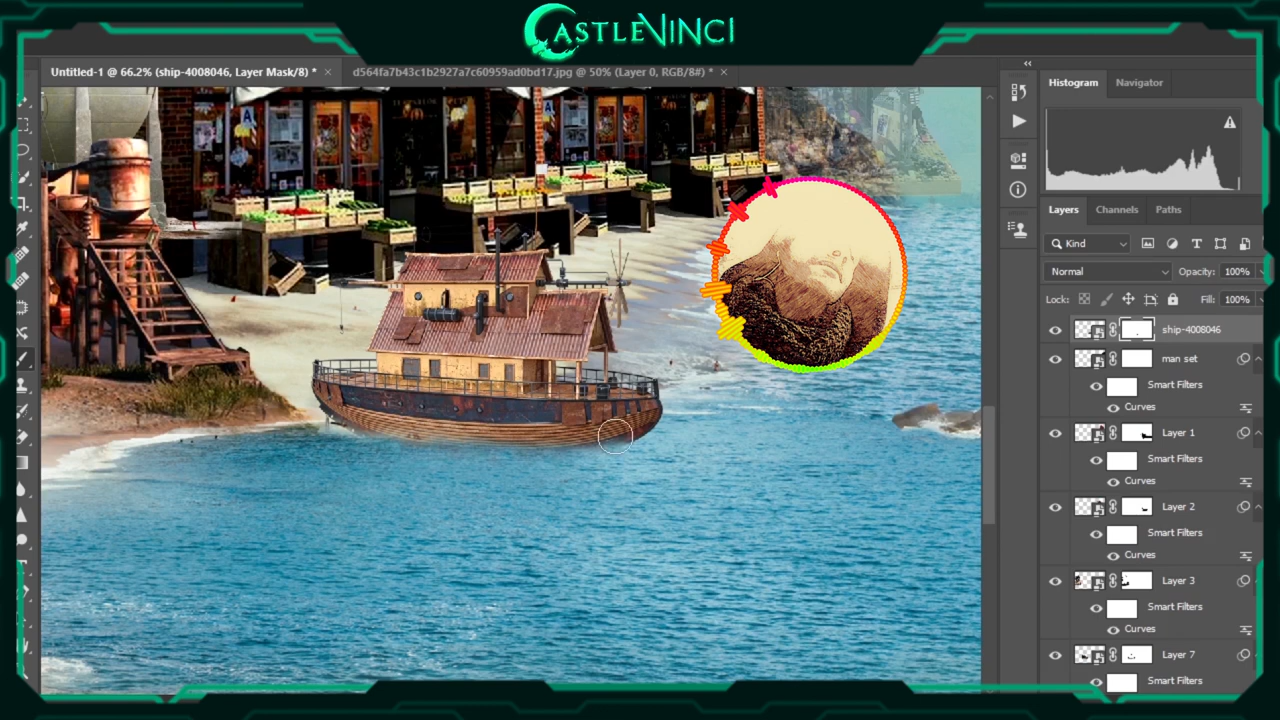 CASTLEVINCI
Untitled-1 @ 66.2% (ship-4008046, Layer Mask/8) * × d564fa7b43c1b2927a7c60959ad0bd17.jpg @ 50% (Layer 0, RGB/8#) * ×
Histogram Navigator
A
A
Layers Channels Paths
Kind
Normal Opacity: 100%
Lock: Fill: 100%
ship-4008046
man set
Smart Filters
Curves
Layer 1
Smart Filters
Curves
Layer 2
Smart Filters
Curves
Layer 3
Smart Filters
Curves
Layer 7
Smart Filters